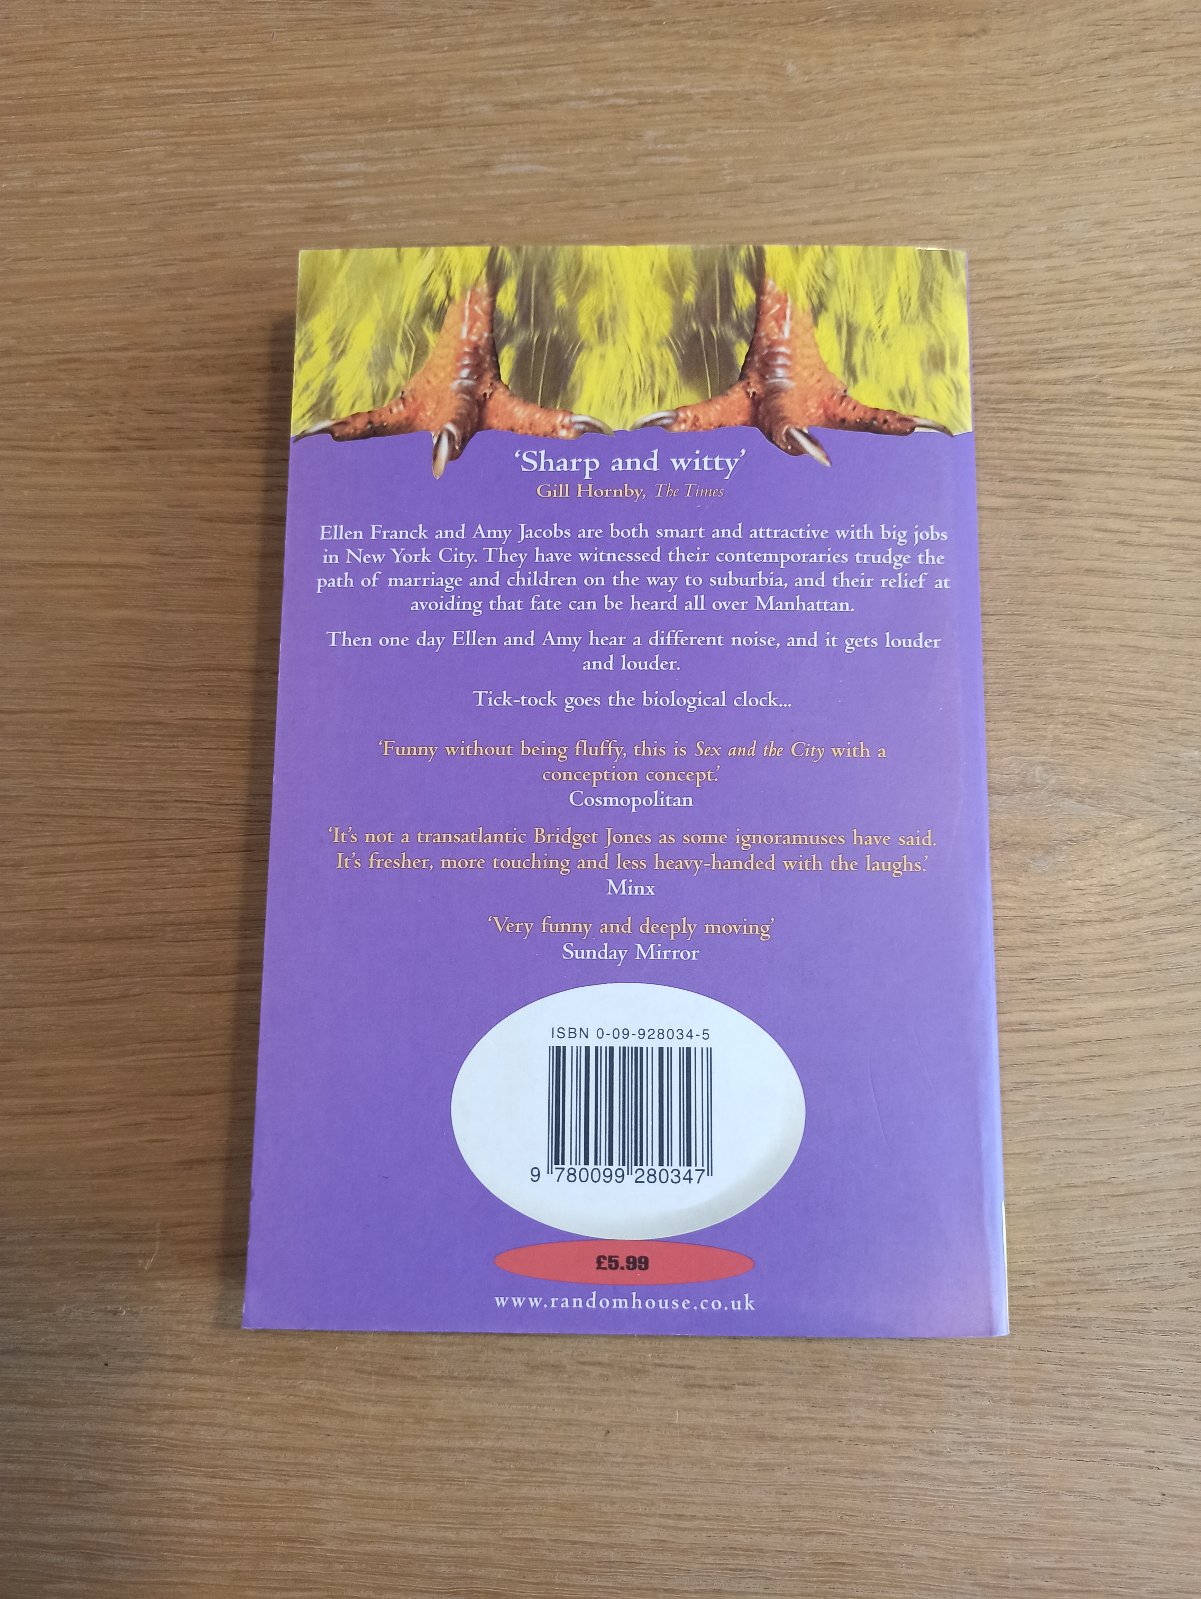 ‘Sharp and witty’
Gill Hornby, The Times
Ellen Franck and Amy Jacobs are both smart and attractive with big jobs
in New York City. They have witnessed their contemporaries trudge the
path of marriage and children on the way to suburbia, and their relief at
avoiding that fate can be heard all over Manhattan.
Then one day Ellen and Amy hear a different noise, and it gets louder
and louder.
Tick-tock goes the biological clock...
‘Funny without being fluffy, this is Sex and the City with a
conception concept.’
Cosmopolitan
‘It’s not a transatlantic Bridget Jones as some ignoramuses have said.
It’s fresher, more touching and less heavy-handed with the laughs.’
Minx
‘Very funny and deeply moving’
Sunday Mirror
ISBN 0-09-928034-5
9 780099 280347
£5.99
www.randomhouse.co.uk